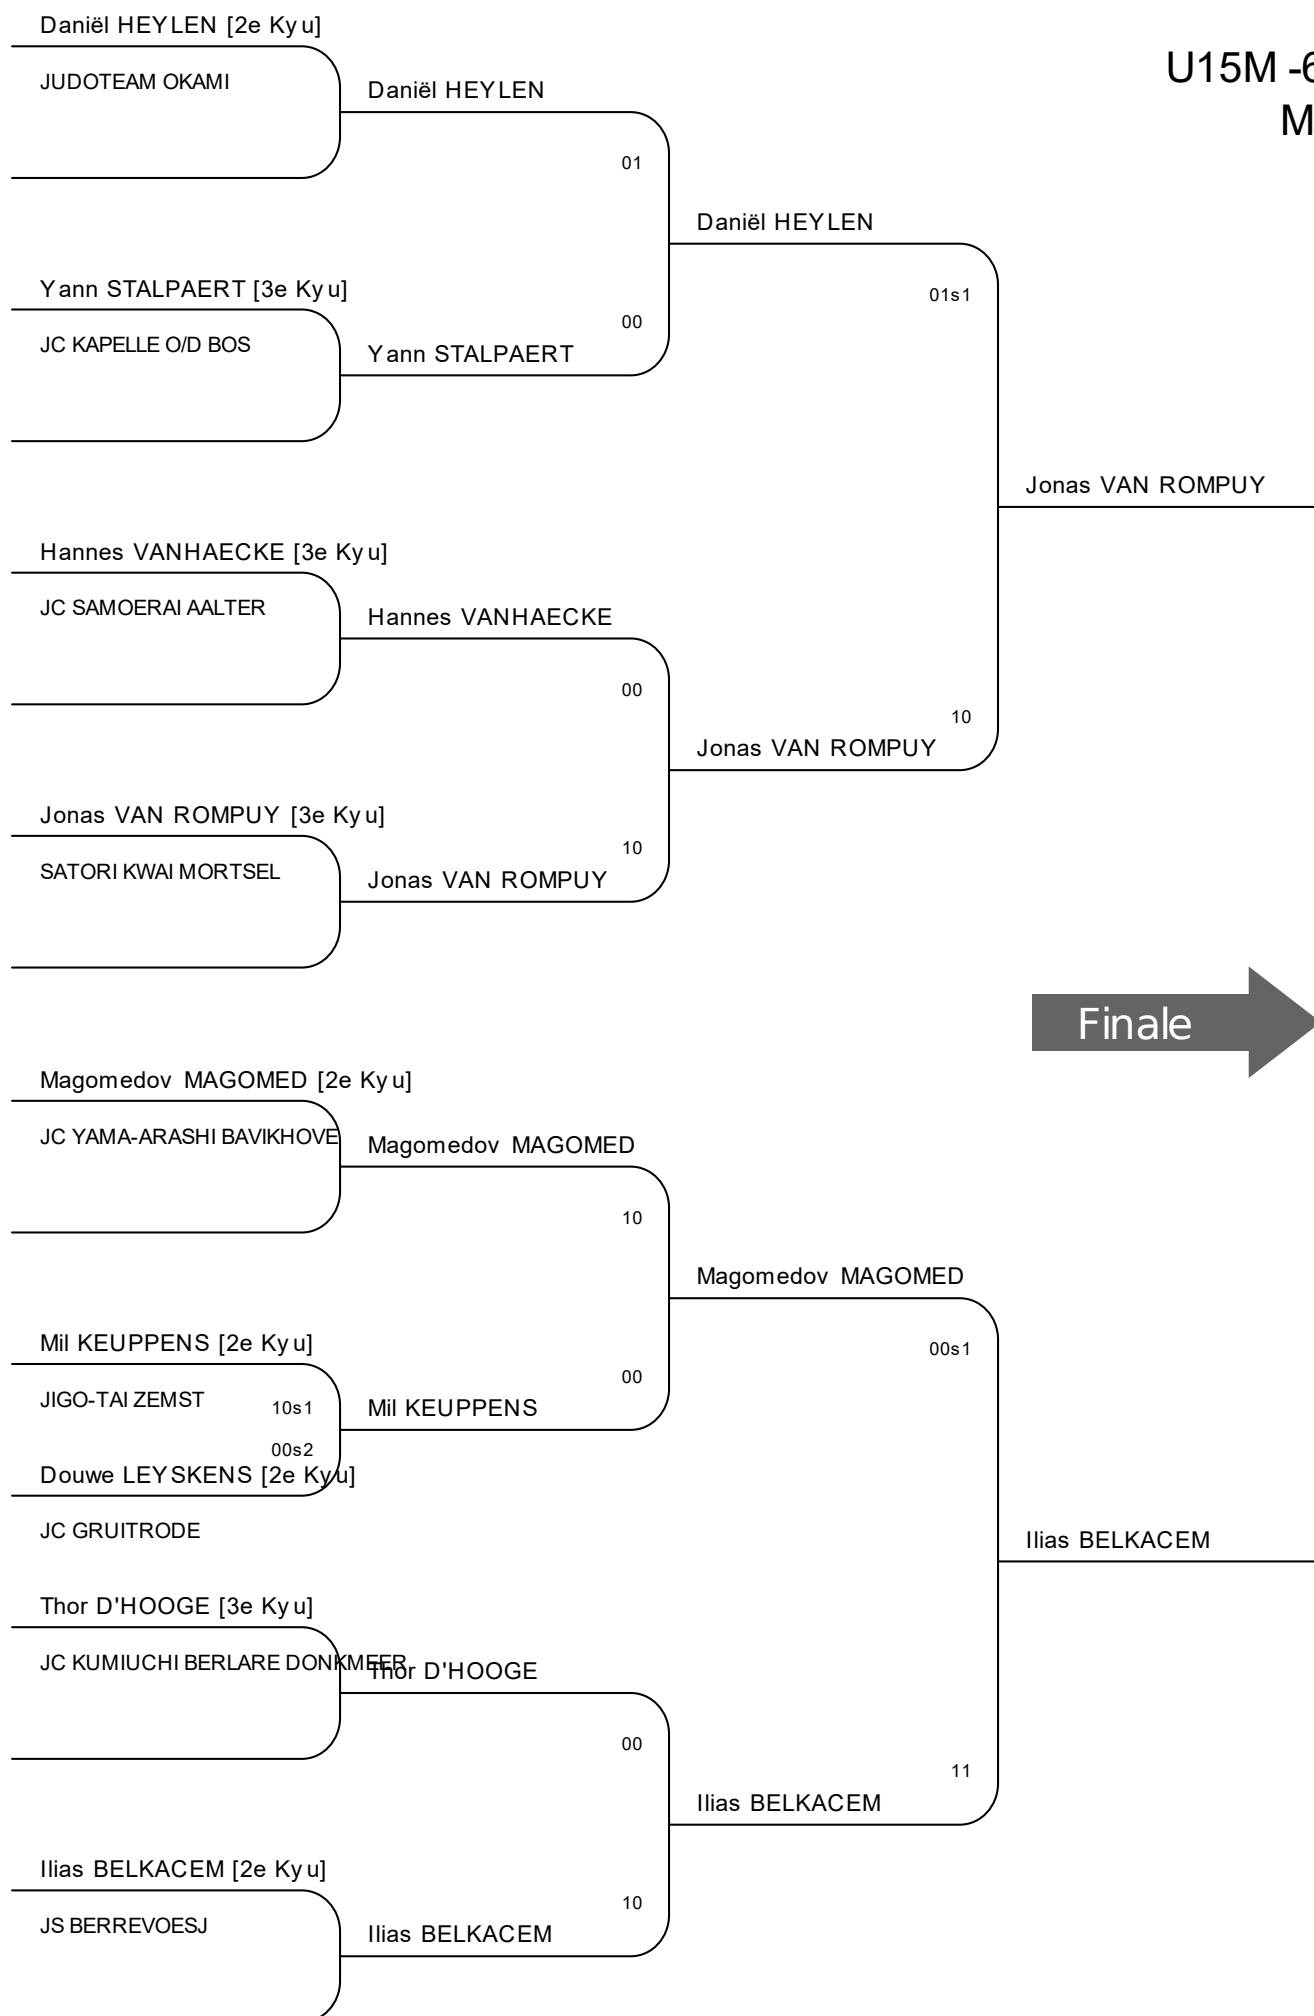 Daniël HEYLEN [2e Kyu]
JUDOTEAM OKAMI
Daniël HEYLEN
U15M -6
M
01
Daniël HEYLEN
Yann STALPAERT [3e Kyu]
01s1
00
JC KAPELLE O/D BOS
Yann STALPAERT
Jonas VAN ROMPUY
Hannes VANHAECKE [3e Kyu]
JC SAMOERAI AALTER
Hannes VANHAECKE
00
10
Jonas VAN ROMPUY
Jonas VAN ROMPUY [3e Kyu]
10
SATORI KWAI MORTSEL
Jonas VAN ROMPUY
Finale
Magomedov MAGOMED [2e Kyu]
JC YAMA-ARASHI BAVIKHOVE
Magomedov MAGOMED
10
Magomedov MAGOMED
Mil KEUPPENS [2e Kyu]
00s1
00
JIGO-TAI ZEMST
10s1
Mil KEUPPENS
00s2
Douwe LEYSKENS [2e Kyu]
JC GRUITRODE
Ilias BELKACEM
Thor D'HOOGE [3e Kyu]
JC KUMIUCHI BERLARE DONKMEER
Thor D'HOOGE
00
11
Ilias BELKACEM
Ilias BELKACEM [2e Kyu]
10
JS BERREVOESJ
Ilias BELKACEM